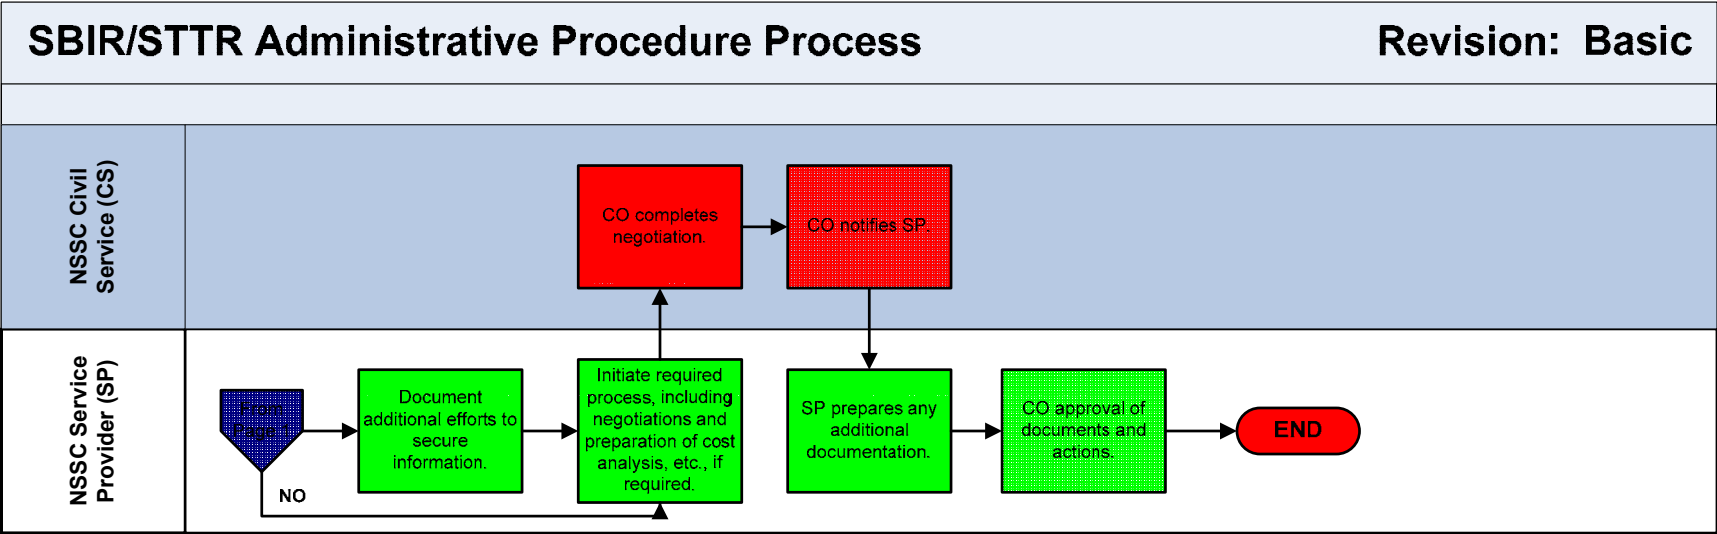 SBIR/STTR Administrative Procedure Process
Revision: Basic
NSSC Civil
Service (CS)
CO completes
negotiation.
CO notifies SP.
NSSC Service
Provider (SP)
From
Page 1
NO
Document
additional efforts to
secure
information.
Initiate required
process, including
negotiations and
preparation of cost
analysis, etc., if
required.
SP prepares any
additional
documentation.
CO approval of
documents and
actions.
END